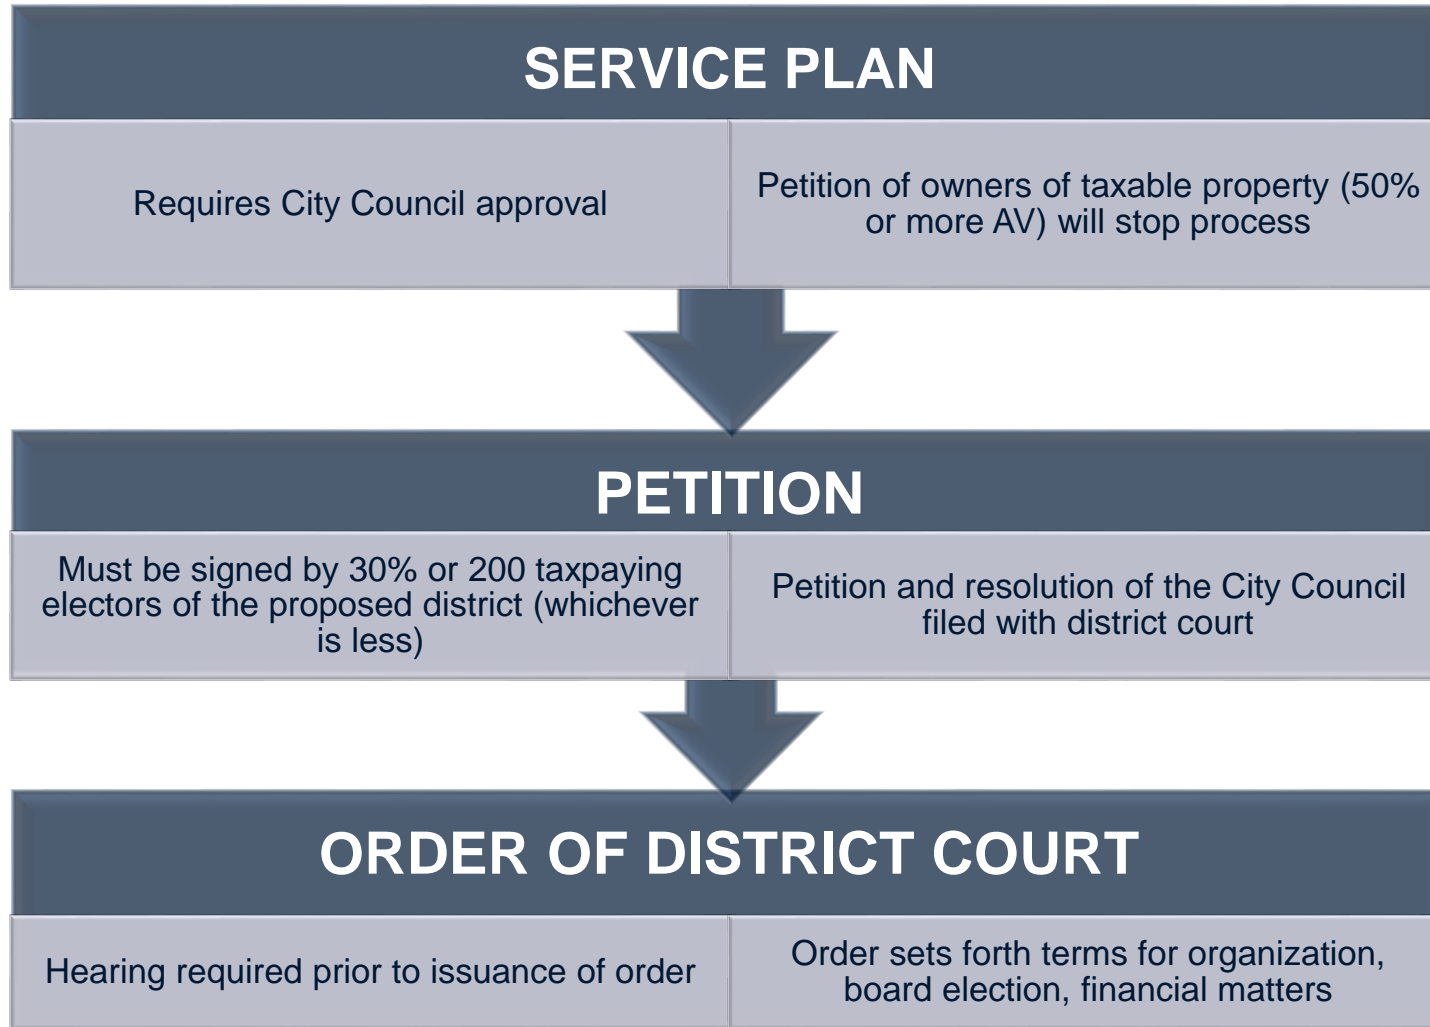 SERVICE PLAN
Requires City Council approval
Petition of owners of taxable property (50%
or more AV) will stop process
PETITION
Must be signed by 30% or 200 taxpaying
electors of the proposed district (whichever
is less)
Petition and resolution of the City Council
filed with district court
ORDER OF DISTRICT COURT
Hearing required prior to issuance of order
Order sets forth terms for organization,
board election, financial matters